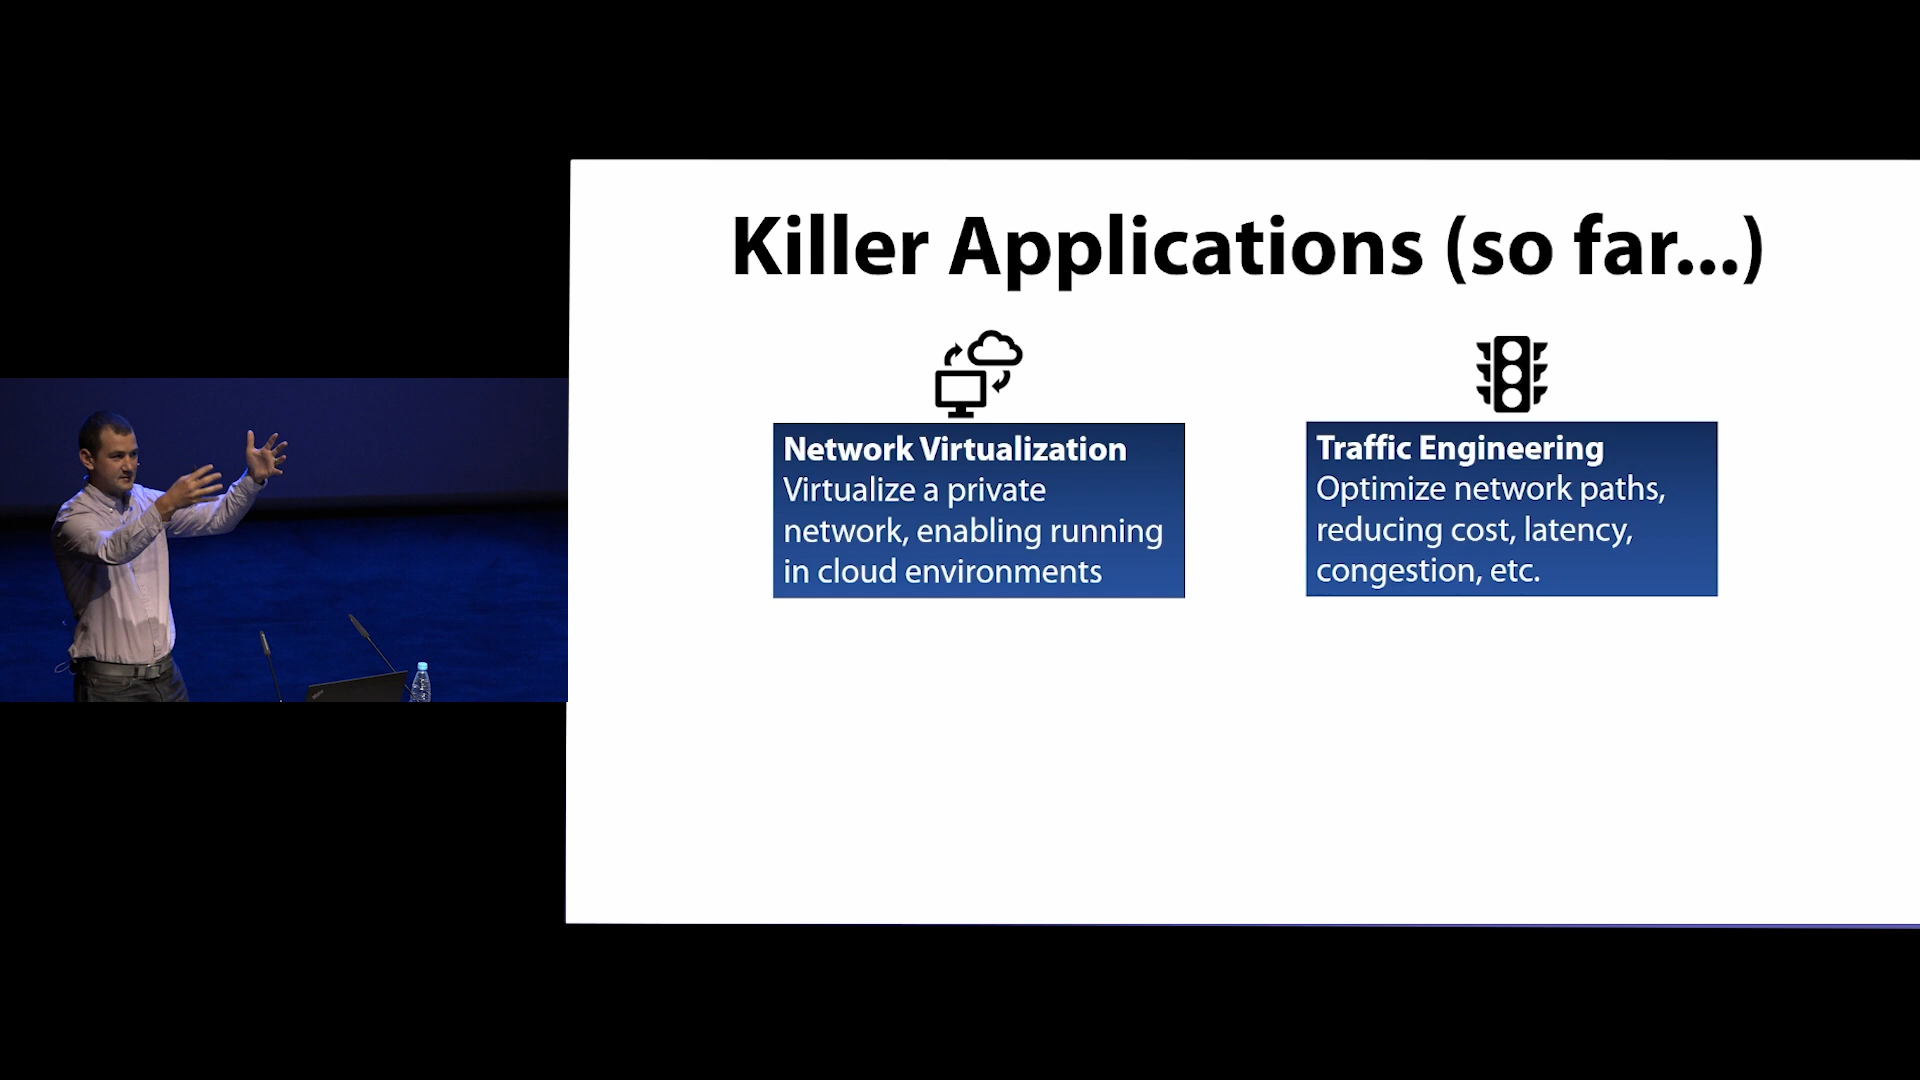 Killer Applications (so far...)
Network Virtualization
Virtualize a private
network, enabling running
in cloud environments
Traffic Engineering
Optimize network paths,
reducing cost, latency,
congestion, etc.